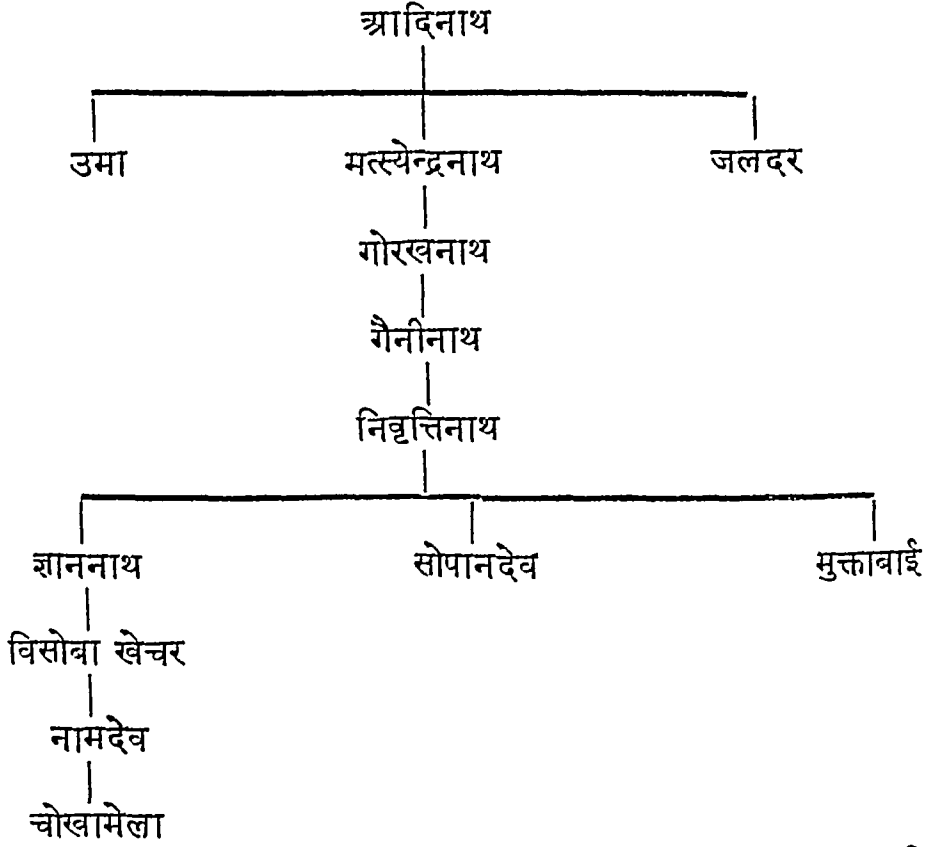 आदिनाथ
उमा मत्स्येन्द्रनाथ जलदर
गोरखनाथ
गैनीनाथ
निवृत्तिनाथ
ज्ञाननाथ सोपानदेव मुक्ताबाई
विसोबा खेचर
नामदेव
चोखामेला